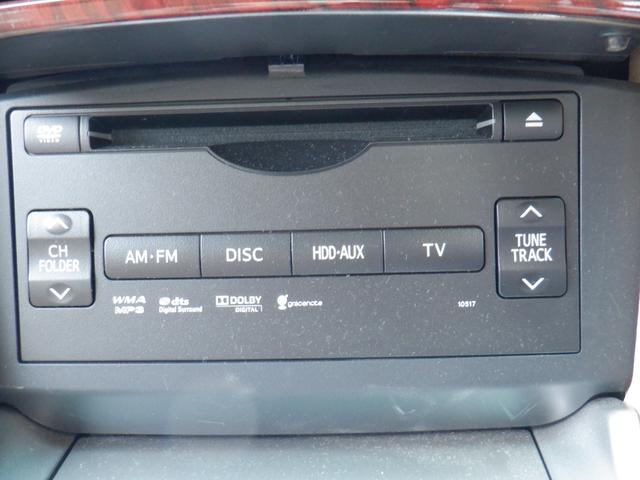 DVD
VIDEO
CH
FOLDER
AM·FM
DISC
HDD·AUX
TV
TUNE
TRACK
WMA
MP3
dts
Digital Surround
DOLBY
DIGITAL
gracenote
10517